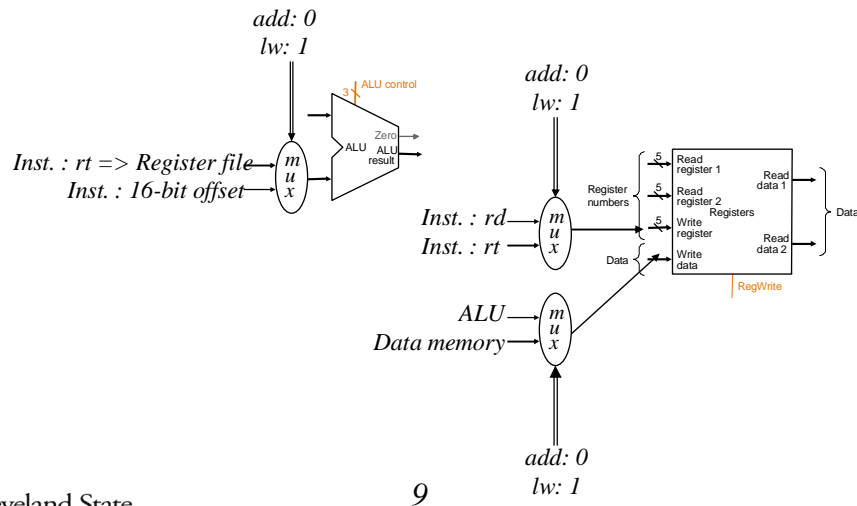 add: 0
lw: 1
3
ALU control
Zero
ALU
ALU
result
Inst. : rt => Register file
Inst. : 16-bit offset
m
u
x
add: 0
lw: 1
Inst. : rd
Inst. : rt
m
u
x
Register
numbers
5
Read
register 1
5
Read
register 2
5
Write
register
Registers
Read
data 1
Read
data 2
Data
Data
Write
data
RegWrite
ALU
Data memory
m
u
x
add: 0
lw: 1
State
9